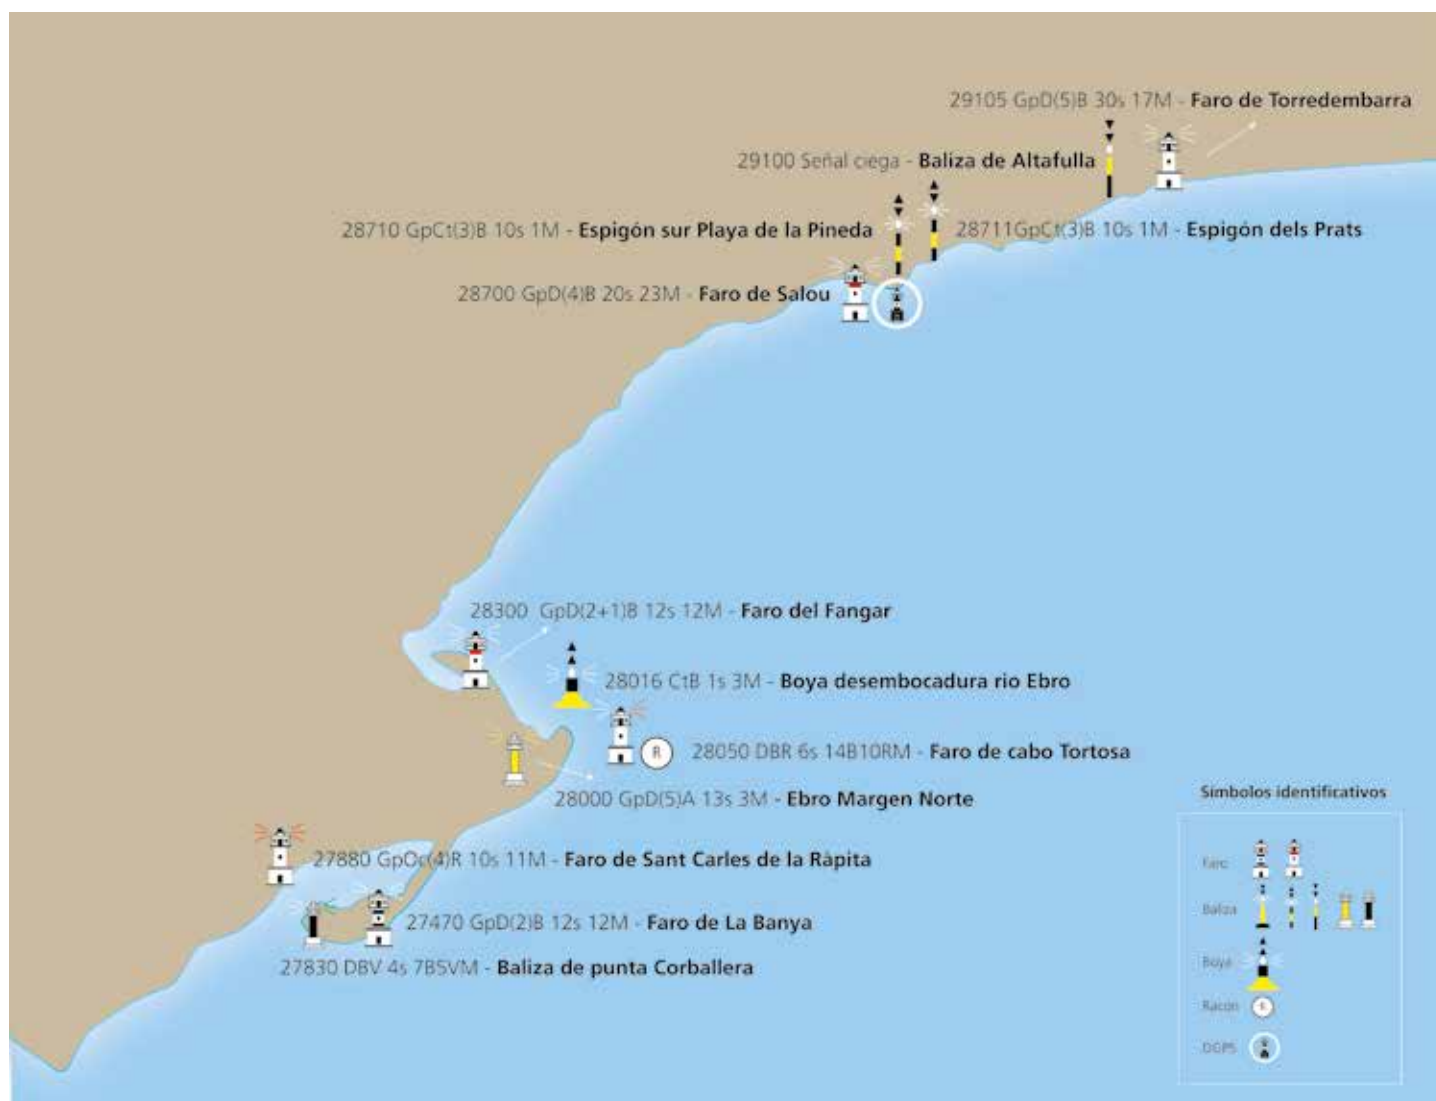 29105 GpD(5)B 30s 17M - Faro de Torredembarra
29100 Señal ciega - Baliza de Altafulla
28710 GpCt(3)B 10s 1M - Espigón sur Playa de la Pineda
28711GpCt(3)B 10s 1M - Espigón dels Prats
28700 GpD(4)B 20s 23M - Faro de Salou
28300 GpD(2+1)B 12s 12M - Faro del Fangar
28016 CtB 1s 3M - Boya desembocadura rio Ebro
R
28050 DBR 6s 14B10RM - Faro de cabo Tortosa
28000 GpD(5)A 13s 3M - Ebro Margen Norte
27880 GpOc(4)R 10s 11M - Faro de Sant Carles de la Ràpita
27470 GpD(2)B 12s 12M - Faro de La Banya
27830 DBV 4s 7B5VM - Baliza de punta Corballera
Símbolos identificativos
Faro
Baliza
Boya
Racon
R
DGPS